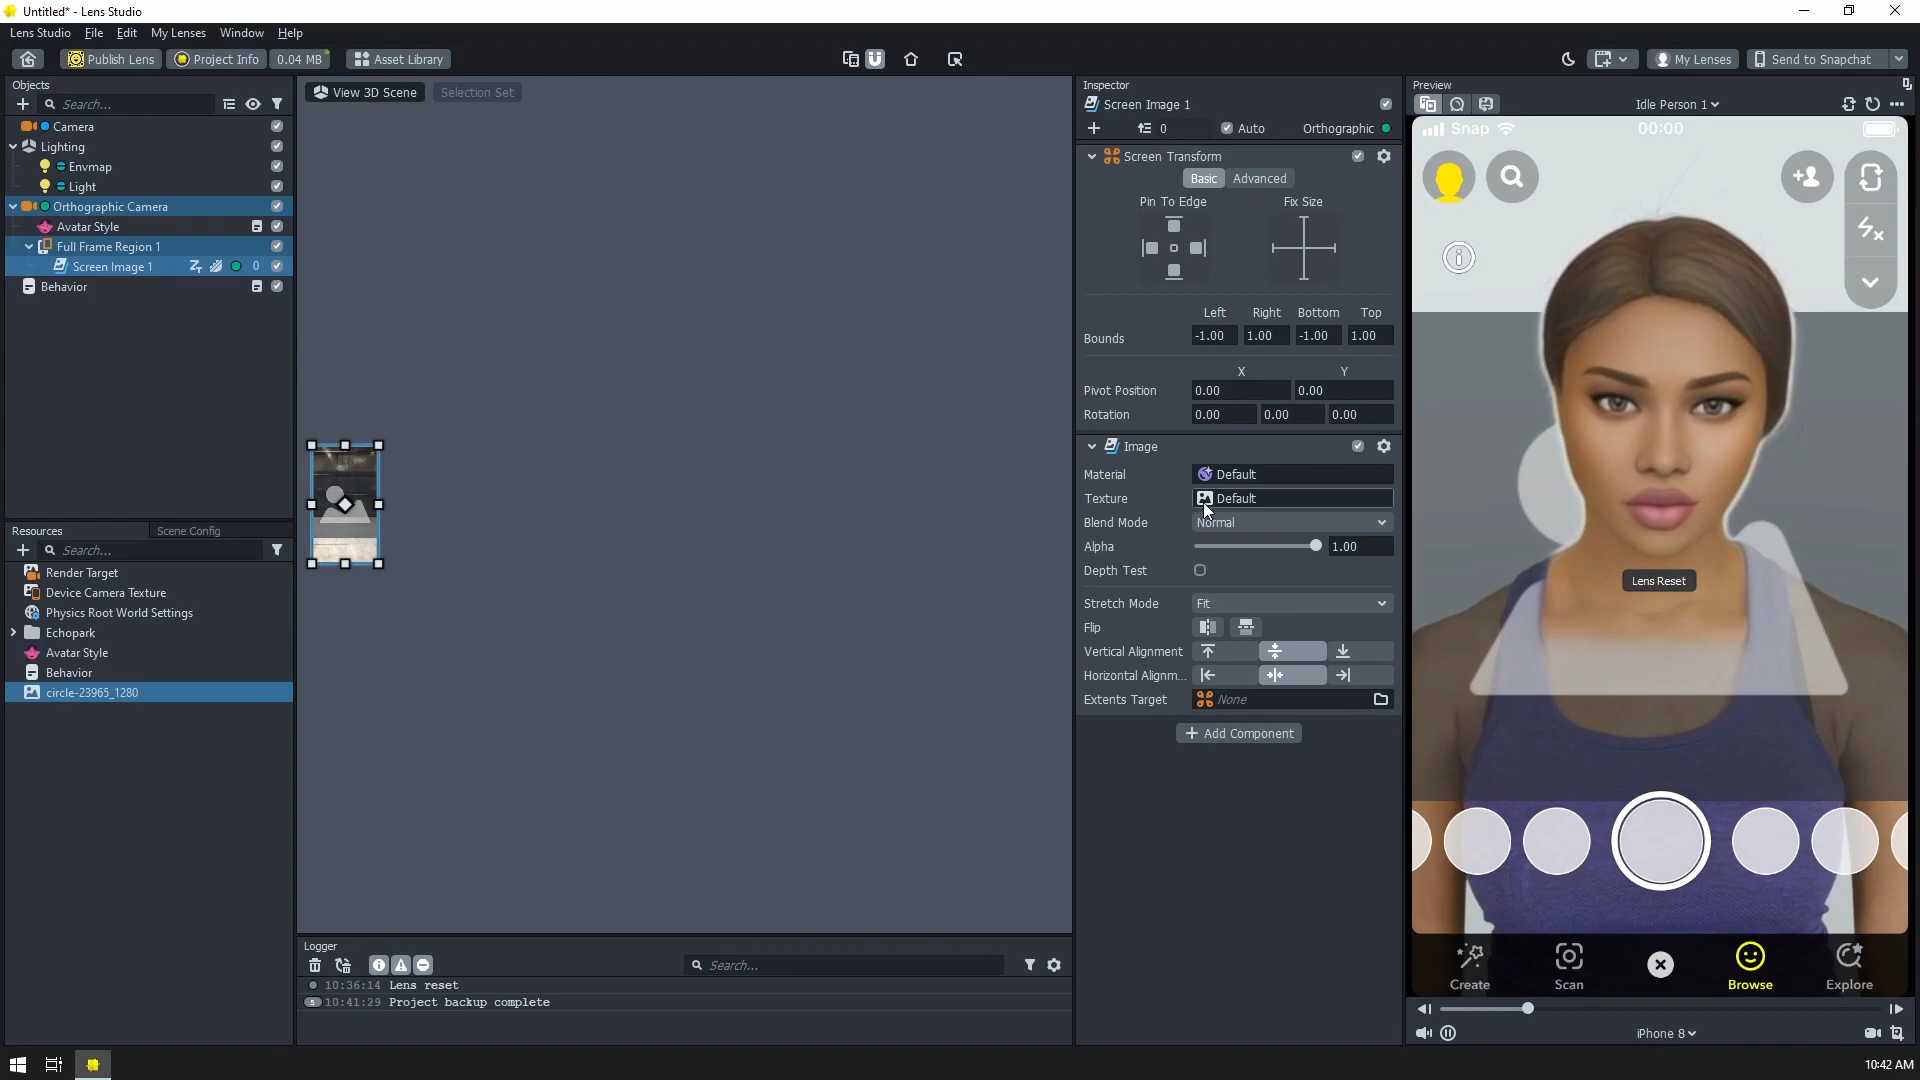 Untitled* - Lens Studio
Lens Studio File Edit My Lenses Window Help
Publish Lens Project Info 0.04 MB Asset Library My Lenses Send to Snapchat
Objects
Search...
Camera
Lighting
Envmap
Light
Orthographic Camera
Avatar Style
Full Frame Region 1
Screen Image 1 0
Behavior
Resources Scene Config
Search...
Render Target
Device Camera Texture
Physics Root World Settings
Echopark
Avatar Style
Behavior
circle-23965_1280
View 3D Scene Selection Set
Logger
Search...
10:36:14 Lens reset
5 10:41:29 Project backup complete
Inspector
Screen Image 1
0 Auto Orthographic
Screen Transform
Basic Advanced
Pin To Edge Fix Size
Left Right Bottom Top
Bounds -1.00 1.00 -1.00 1.00
X Y
Pivot Position 0.00 0.00
Rotation 0.00 0.00 0.00
Image
Material Default
Texture Default
Blend Mode Normal
Alpha 1.00
Depth Test
Stretch Mode Fit
Flip
Vertical Alignment
Horizontal Alignm...
Extents Target None
+ Add Component
Preview
Idle Person 1
Snap 00:00
Lens Reset
Create Scan Browse Explore
iPhone 8
10:42 AM